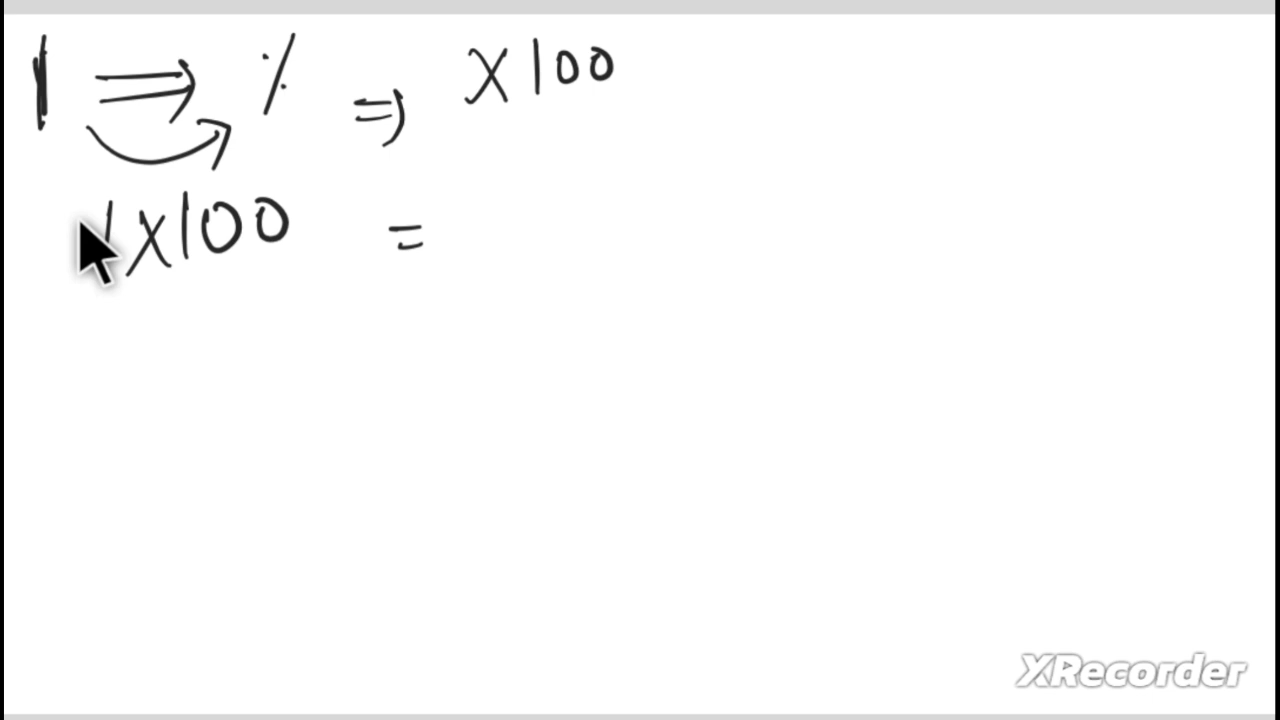 1 ⇒ % ⇒ X100
1X100 =
XRecorder